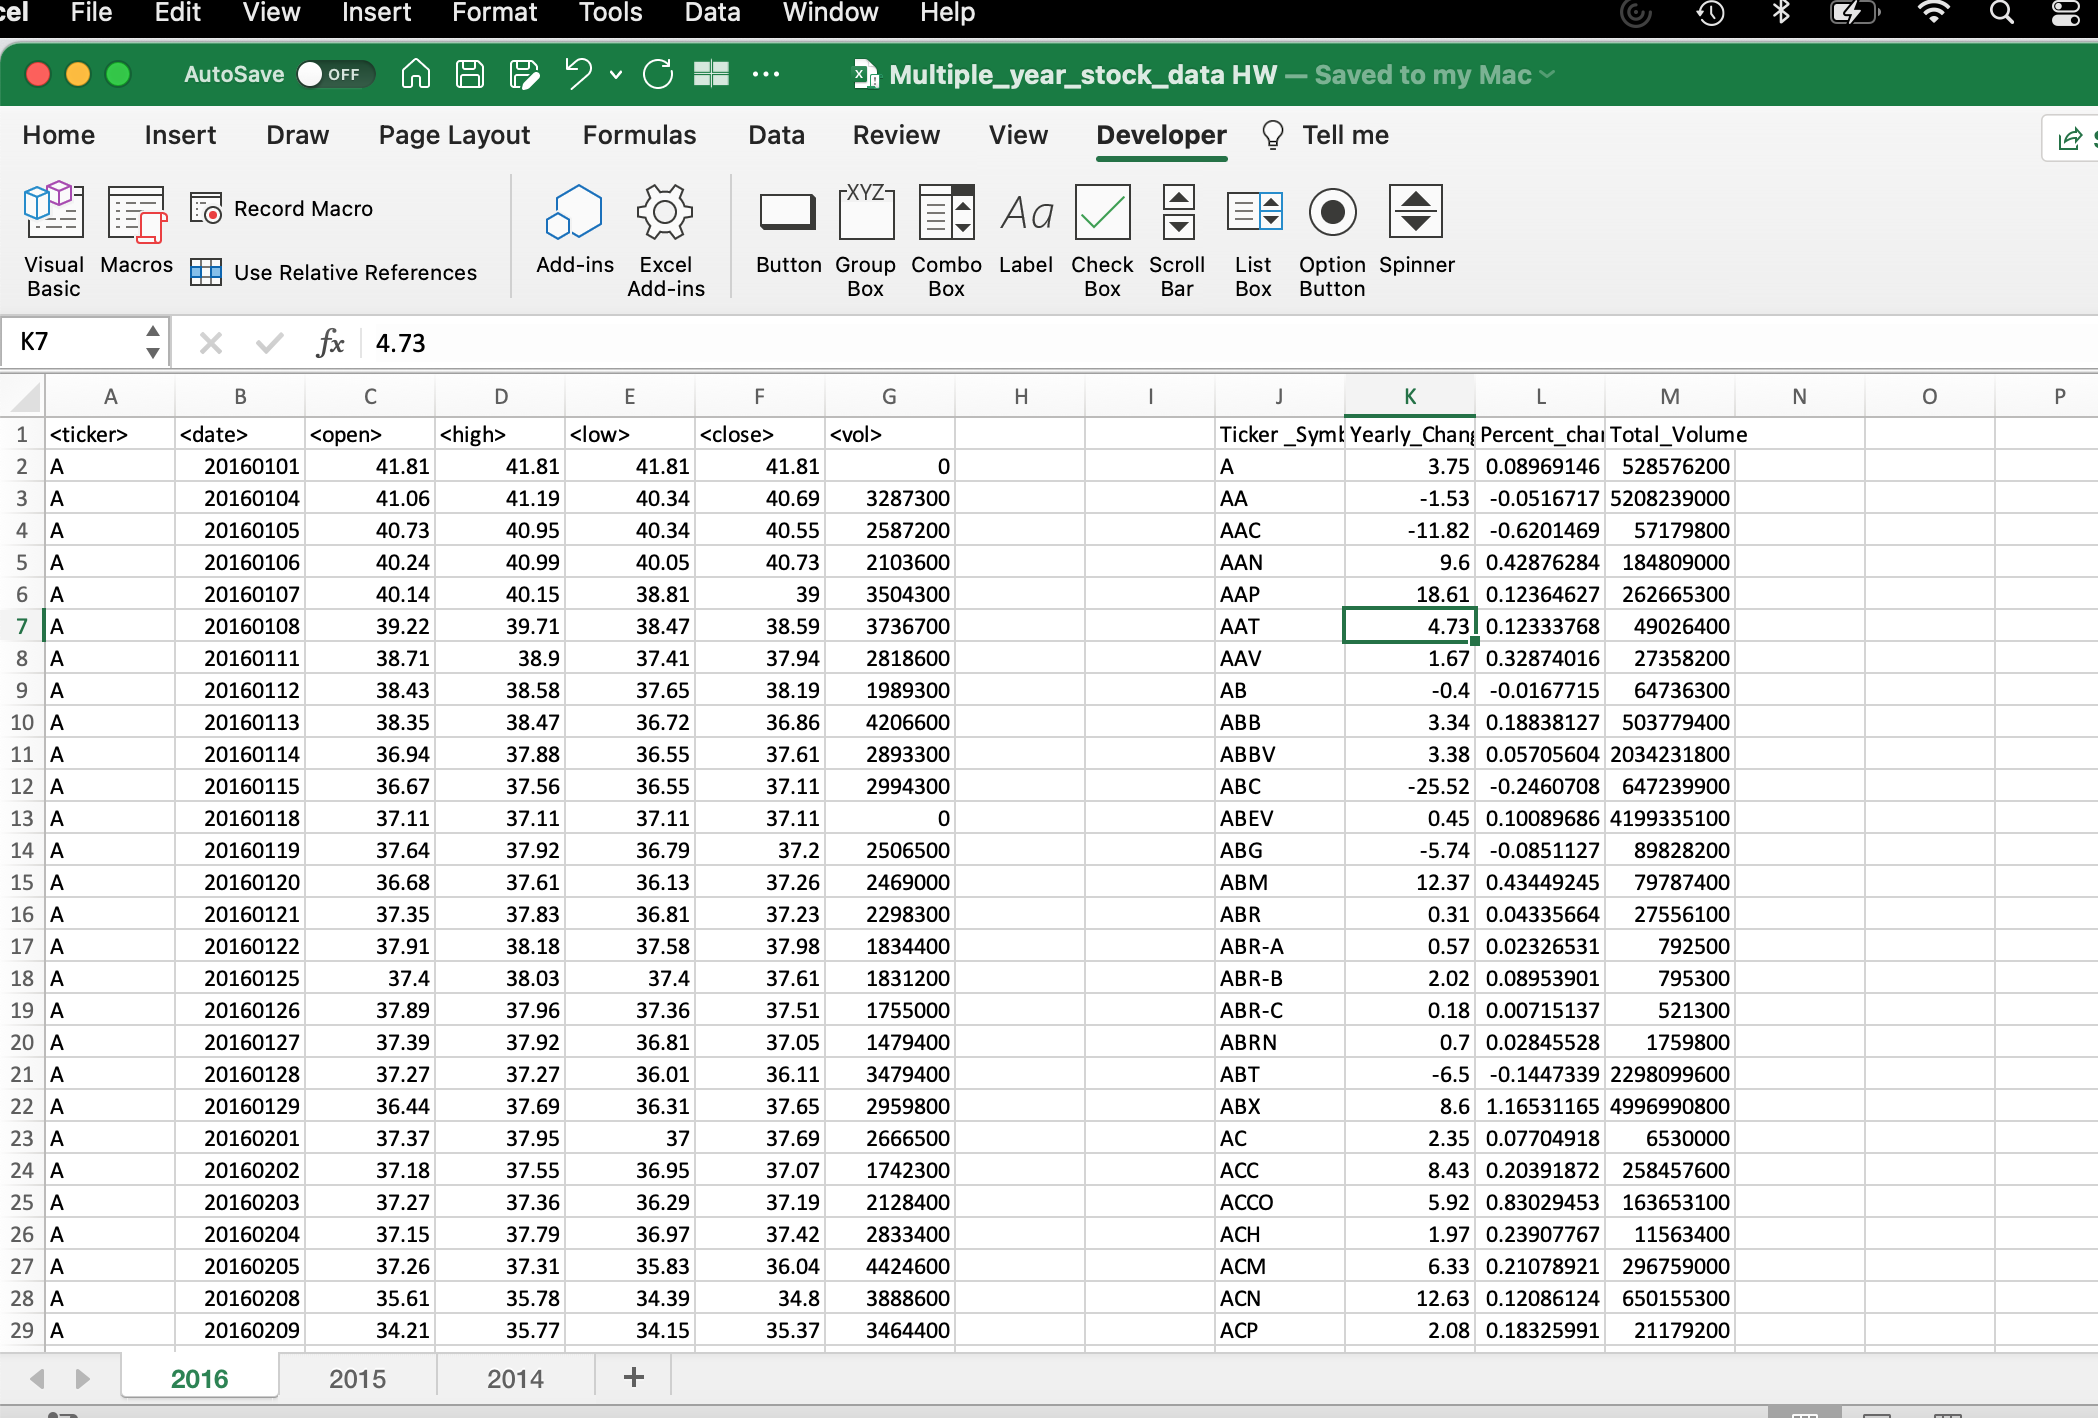 File Edit View Insert Format Tools Data Window Help
AutoSave OFF Multiple_year_stock_data HW — Saved to my Mac
Home Insert Draw Page Layout Formulas Data Review View Developer Tell me
Visual Basic Macros Record Macro Use Relative References Add-ins Excel Add-ins Button Group Box Combo Box Label Check Box Scroll Bar List Box Option Button Spinner
XYZ Aa
K7 fx 4.73
A B C D E F G H I J K L M N O P
1 <ticker> <date> <open> <high> <low> <close> <vol> Ticker _Symb Yearly_Chang Percent_chan Total_Volume
2 A 20160101 41.81 41.81 41.81 41.81 0 A 3.75 0.08969146 528576200
3 A 20160104 41.06 41.19 40.34 40.69 3287300 AA -1.53 -0.0516717 5208239000
4 A 20160105 40.73 40.95 40.34 40.55 2587200 AAC -11.82 -0.6201469 57179800
5 A 20160106 40.24 40.99 40.05 40.73 2103600 AAN 9.6 0.42876284 184809000
6 A 20160107 40.14 40.15 38.81 39 3504300 AAP 18.61 0.12364627 262665300
7 A 20160108 39.22 39.71 38.47 38.59 3736700 AAT 4.73 0.12333768 49026400
8 A 20160111 38.71 38.9 37.41 37.94 2818600 AAV 1.67 0.32874016 27358200
9 A 20160112 38.43 38.58 37.65 38.19 1989300 AB -0.4 -0.0167715 64736300
10 A 20160113 38.35 38.47 36.72 36.86 4206600 ABB 3.34 0.18838127 503779400
11 A 20160114 36.94 37.88 36.55 37.61 2893300 ABBV 3.38 0.05705604 2034231800
12 A 20160115 36.67 37.56 36.55 37.11 2994300 ABC -25.52 -0.2460708 647239900
13 A 20160118 37.11 37.11 37.11 37.11 0 ABEV 0.45 0.10089686 4199335100
14 A 20160119 37.64 37.92 36.79 37.2 2506500 ABG -5.74 -0.0851127 89828200
15 A 20160120 36.68 37.61 36.13 37.26 2469000 ABM 12.37 0.43449245 79787400
16 A 20160121 37.35 37.83 36.81 37.23 2298300 ABR 0.31 0.04335664 27556100
17 A 20160122 37.91 38.18 37.58 37.98 1834400 ABR-A 0.57 0.02326531 792500
18 A 20160125 37.4 38.03 37.4 37.61 1831200 ABR-B 2.02 0.08953901 795300
19 A 20160126 37.89 37.96 37.36 37.51 1755000 ABR-C 0.18 0.00715137 521300
20 A 20160127 37.39 37.92 36.81 37.05 1479400 ABRN 0.7 0.02845528 1759800
21 A 20160128 37.27 37.27 36.01 36.11 3479400 ABT -6.5 -0.1447339 2298099600
22 A 20160129 36.44 37.69 36.31 37.65 2959800 ABX 8.6 1.16531165 4996990800
23 A 20160201 37.37 37.95 37 37.69 2666500 AC 2.35 0.07704918 6530000
24 A 20160202 37.18 37.55 36.95 37.07 1742300 ACC 8.43 0.20391872 258457600
25 A 20160203 37.27 37.36 36.29 37.19 2128400 ACCO 5.92 0.83029453 163653100
26 A 20160204 37.15 37.79 36.97 37.42 2833400 ACH 1.97 0.23907767 11563400
27 A 20160205 37.26 37.31 35.83 36.04 4424600 ACM 6.33 0.21078921 296759000
28 A 20160208 35.61 35.78 34.39 34.8 3888600 ACN 12.63 0.12086124 650155300
29 A 20160209 34.21 35.77 34.15 35.37 3464400 ACP 2.08 0.18325991 21179200
2016 2015 2014 +